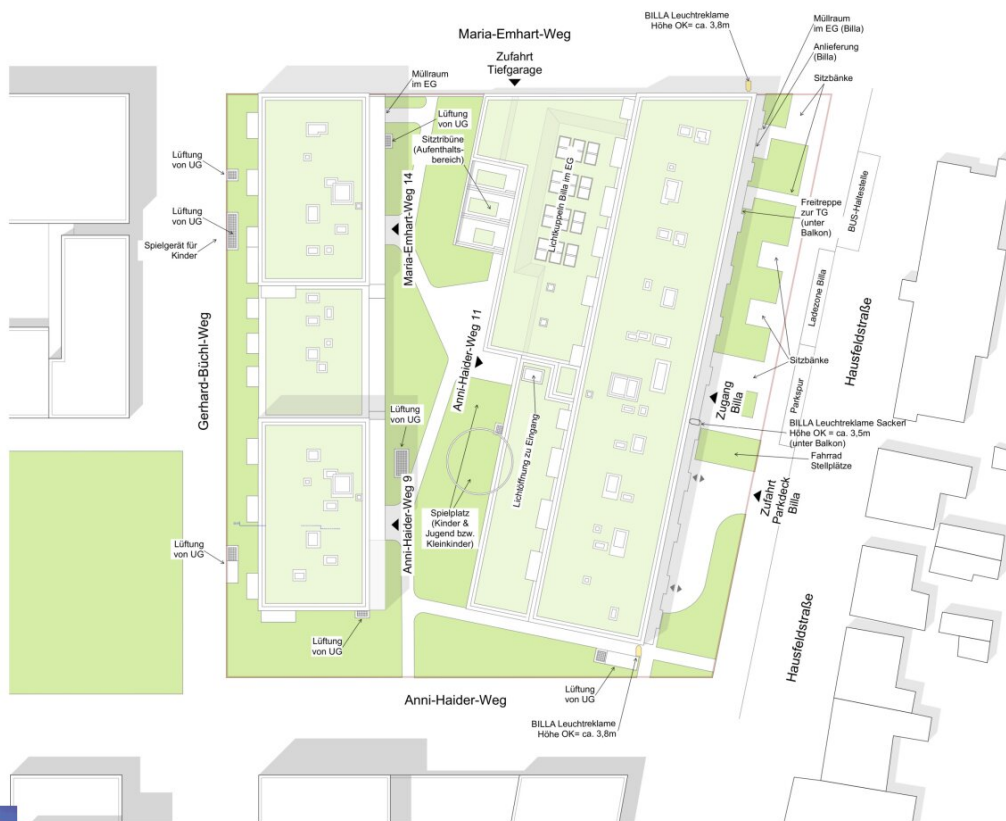 BILLA Leuchtreklame
Höhe OK= ca. 3,8m
Müllraum
im EG (Billa)
Anlieferung
(Billa)
Sitzbänke
Maria-Emhart-Weg
Zufahrt
Tiefgarage
Müllraum
im EG
Lüftung
von UG
Sitztribüne
(Aufenthalts-
bereich)
Lüftung
von UG
Lüftung
von UG
Spielgerät für
Kinder
Maria-Emhart-Weg 14
Lichtkuppeln Billa im EG
Freitreppe
zur TG
(unter
Balkon)
BUS-Haltestelle
Ladezone Billa
Hausfeldstraße
Gerhard-Büchl-Weg
Anni-Haider-Weg 11
Sitzbänke
Parkspur
Zugang
Billa
BILLA Leuchtreklame Sackerl
Höhe OK = ca. 3,5m
(unter Balkon)
Fahrrad
Stellplätze
Lichtöffnung zu Eingang
Lüftung
von UG
Anni-Haider-Weg 9
Spielplatz
(Kinder &
Jugend bzw.
Kleinkinder)
Zufahrt
Parkdeck
Billa
Lüftung
von UG
Hausfeldstraße
Lüftung
von UG
Lüftung
von UG
Anni-Haider-Weg
BILLA Leuchtreklame
Höhe OK= ca. 3,8m